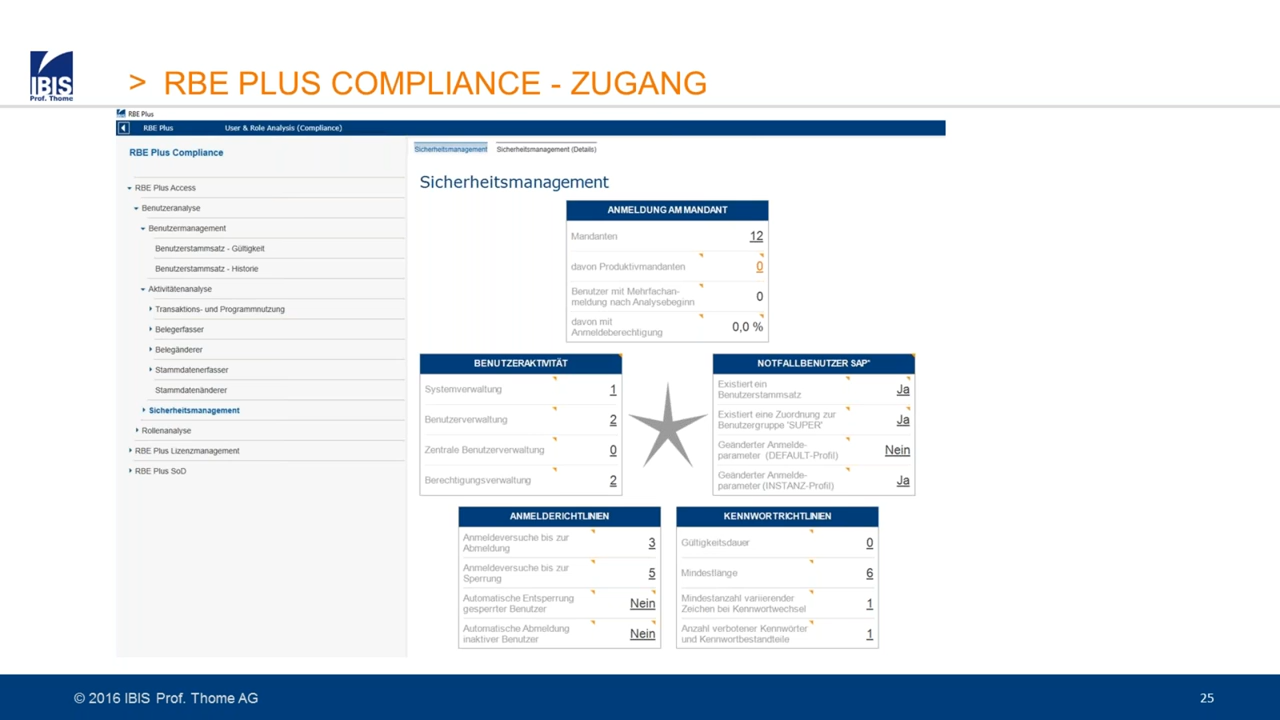 IBIS
Prof. Thome
> RBE PLUS COMPLIANCE - ZUGANG
RBE Plus
RBE Plus User & Role Analysis (Compliance)
RBE Plus Compliance
RBE Plus Access
Benutzeranalyse
Benutzermanagement
Benutzerstammsatz - Gültigkeit
Benutzerstammsatz - Historie
Aktivitätenanalyse
Transaktions- und Programmnutzung
Belegerfasser
Belegänderer
Stammdatenerfasser
Stammdatenänderer
Sicherheitsmanagement
Rollenanalyse
RBE Plus Lizenzmanagement
RBE Plus SoD
Sicherheitsmanagement Sicherheitsmanagement (Details)
Sicherheitsmanagement
ANMELDUNG AM MANDANT
Mandanten 12
davon Produktivmandanten 0
Benutzer mit Mehrfachan-
meldung nach Analysebeginn 0
davon mit
Anmeldeberechtigung 0,0 %
BENUTZERAKTIVITÄT
Systemverwaltung 1
Benutzerverwaltung 2
Zentrale Benutzerverwaltung 0
Berechtigungsverwaltung 2
NOTFALLBENUTZER SAP*
Existiert ein
Benutzerstammsatz Ja
Existiert eine Zuordnung zur
Benutzergruppe 'SUPER' Ja
Geänderter Anmelde-
parameter (DEFAULT-Profil) Nein
Geänderter Anmelde-
parameter (INSTANZ-Profil) Ja
ANMELDERICHTLINIEN
Anmeldeversuche bis zur
Abmeldung 3
Anmeldeversuche bis zur
Sperrung 5
Automatische Entsperrung
gesperrter Benutzer Nein
Automatische Abmeldung
inaktiver Benutzer Nein
KENNWORTRICHTLINIEN
Gültigkeitsdauer 0
Mindestlänge 6
Mindestanzahl variierender
Zeichen bei Kennwortwechsel 1
Anzahl verbotener Kennwörter
und Kennwortbestandteile 1
© 2016 IBIS Prof. Thome AG
25